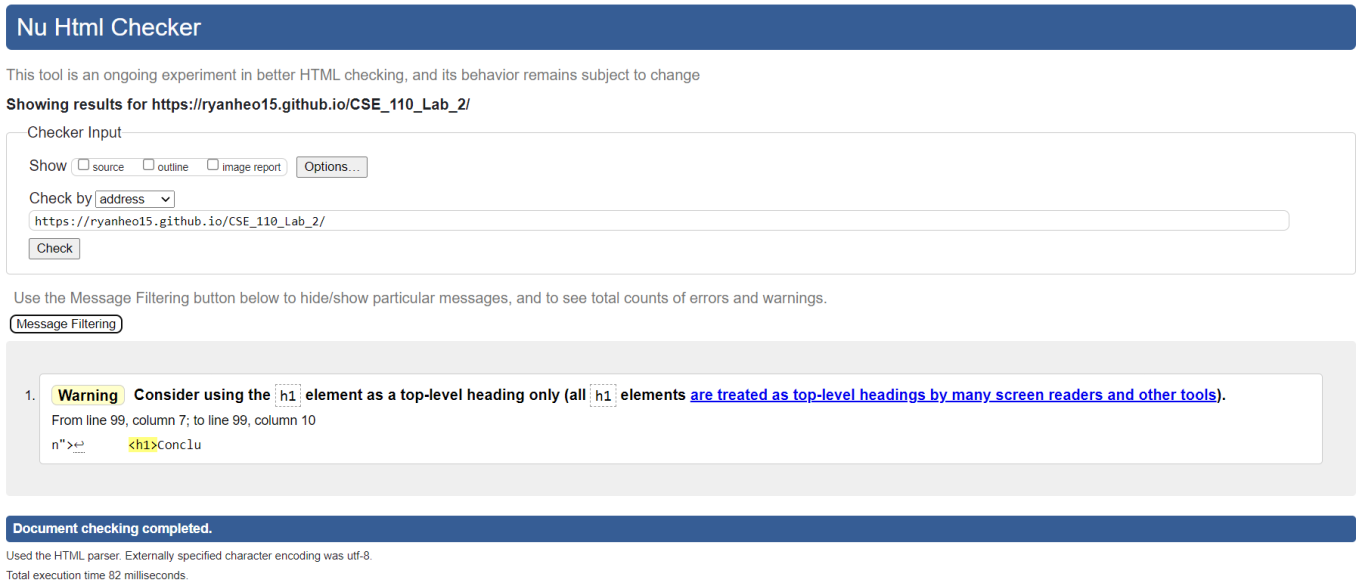 Nu Html Checker
This tool is an ongoing experiment in better HTML checking, and its behavior remains subject to change
Showing results for https://ryanheo15.github.io/CSE_110_Lab_2/
Checker Input
Show source outline image report Options…
Check by address
https://ryanheo15.github.io/CSE_110_Lab_2/
Check
Use the Message Filtering button below to hide/show particular messages, and to see total counts of errors and warnings.
Message Filtering
1. Warning Consider using the h1 element as a top-level heading only (all h1 elements are treated as top-level headings by many screen readers and other tools).
From line 99, column 7; to line 99, column 10
n">↩ <h1>Conclu
Document checking completed.
Used the HTML parser. Externally specified character encoding was utf-8.
Total execution time 82 milliseconds.